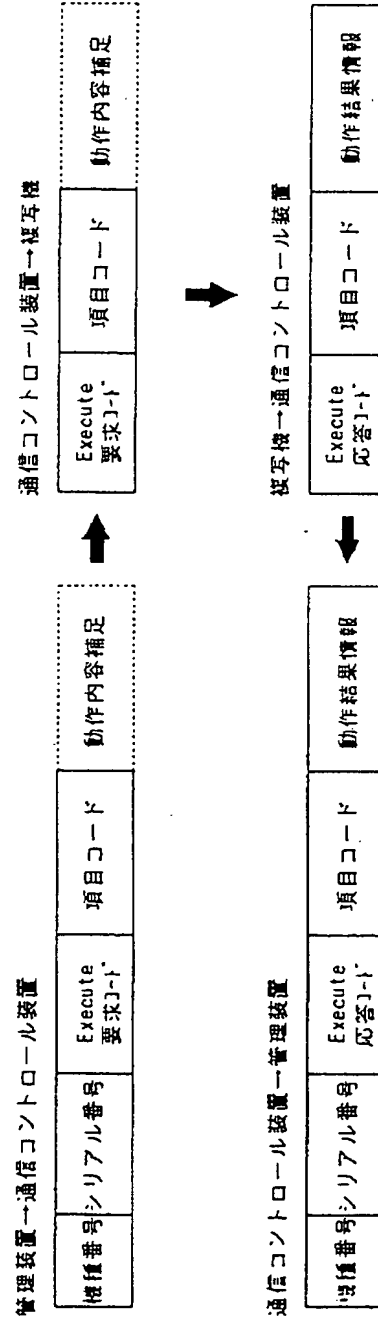 管理装置→通信コントロール装置
機種番号 シリアル番号 Execute 要求コード 項目コード 動作内容補足
通信コントロール装置→複写機
Execute 要求コード 項目コード 動作内容補足
複写機→通信コントロール装置
Execute 応答コード 項目コード 動作結果情報
通信コントロール装置→管理装置
機種番号 シリアル番号 Execute 応答コード 項目コード 動作結果情報